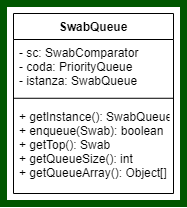 SwabQueue
- sc: SwabComparator
- coda: PriorityQueue
- istanza: SwabQueue
+ getInstance(): SwabQueue
+ enqueue(Swab): boolean
+ getTop(): Swab
+ getQueueSize(): int
+ getQueueArray(): Object[]